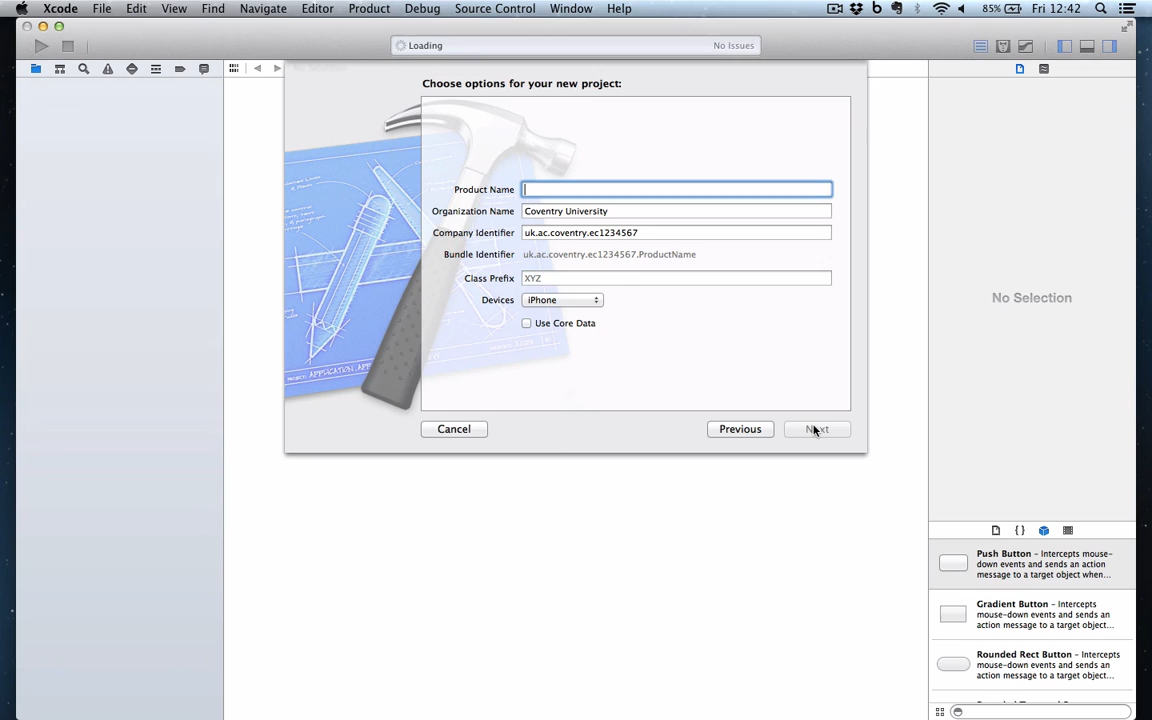 Xcode File Edit View Find Navigate Editor Product Debug Source Control Window Help 85% Fri 12:42
Loading No Issues
Choose options for your new project:
Product Name
Organization Name Coventry University
Company Identifier uk.ac.coventry.ec1234567
Bundle Identifier uk.ac.coventry.ec1234567.ProductName
Class Prefix XYZ
Devices iPhone
Use Core Data
Cancel Previous Next
No Selection
Push Button - Intercepts mouse-
down events and sends an action
message to a target object when...
Gradient Button - Intercepts
mouse-down events and sends an
action message to a target object...
Rounded Rect Button - Intercepts
mouse-down events and sends an
action message to a target object...